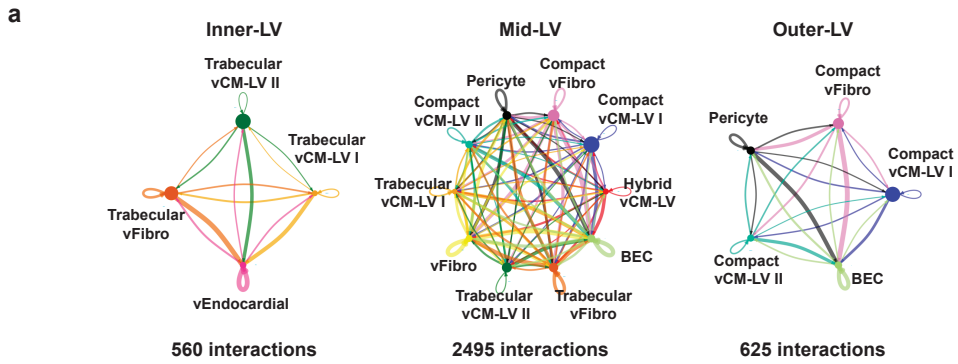 a
Inner-LV
Trabecular
vCM-LV II
Trabecular
vCM-LV I
Trabecular
vFibro
vEndocardial
560 interactions
Mid-LV
Compact
vFibro
Pericyte
Compact
vCM-LV II
Compact
vCM-LV I
Trabecular
vCM-LV I
Hybrid
vCM-LV
vFibro
BEC
Trabecular
vCM-LV II
Trabecular
vFibro
2495 interactions
Outer-LV
Compact
vFibro
Pericyte
Compact
vCM-LV I
Compact
vCM-LV II
BEC
625 interactions